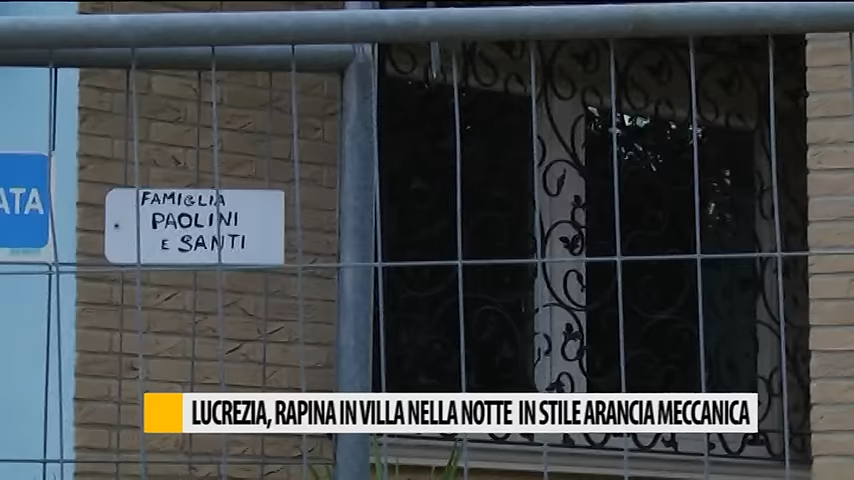 ATA
FAMIGLIA
PAOLINI
E SANTI
LUCREZIA, RAPINA IN VILLA NELLA NOTTE IN STILE ARANCIA MECCANICA